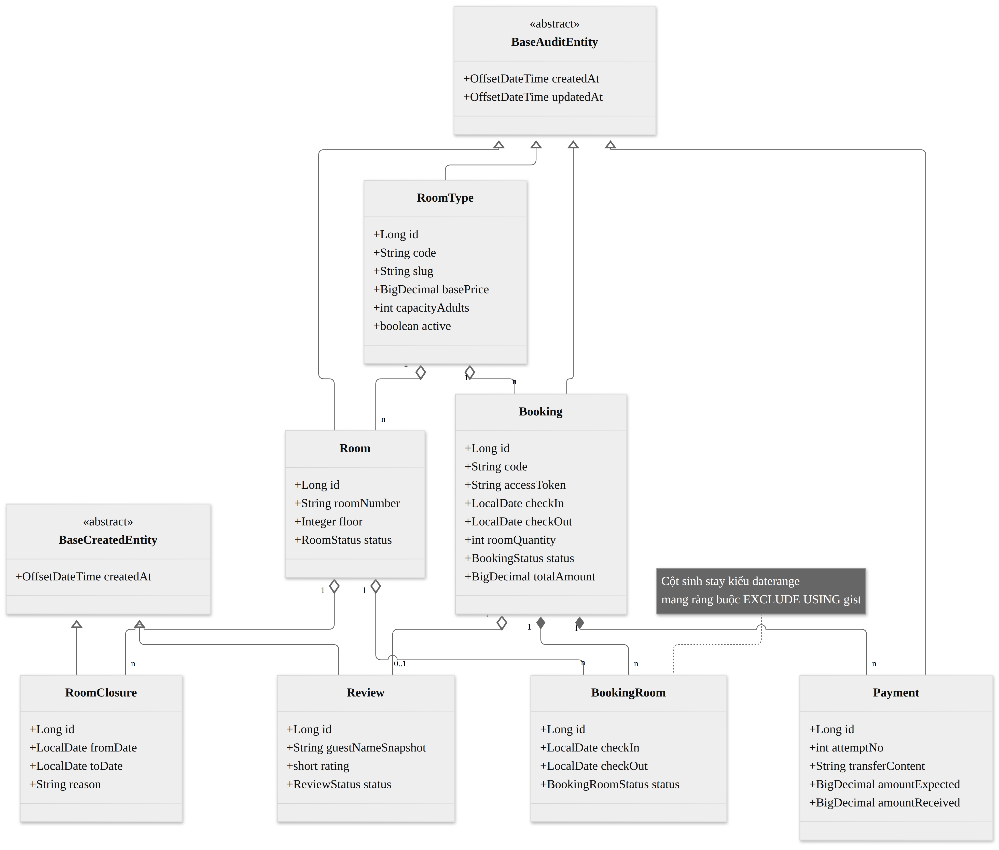 «abstract»
BaseAuditEntity
+OffsetDateTime createdAt
+OffsetDateTime updatedAt
RoomType
+Long id
+String code
+String slug
+BigDecimal basePrice
+int capacityAdults
+boolean active
1
1
n
n
Booking
+Long id
+String code
+String accessToken
+LocalDate checkIn
+LocalDate checkOut
+int roomQuantity
+BookingStatus status
+BigDecimal totalAmount
Room
+Long id
+String roomNumber
+Integer floor
+RoomStatus status
«abstract»
BaseCreatedEntity
+OffsetDateTime createdAt
Cột sinh stay kiểu daterange
mang ràng buộc EXCLUDE USING gist
1
1
1
1
1
n
0..1
n
n
n
RoomClosure
+Long id
+LocalDate fromDate
+LocalDate toDate
+String reason
Review
+Long id
+String guestNameSnapshot
+short rating
+ReviewStatus status
BookingRoom
+Long id
+LocalDate checkIn
+LocalDate checkOut
+BookingRoomStatus status
Payment
+Long id
+int attemptNo
+String transferContent
+BigDecimal amountExpected
+BigDecimal amountReceived